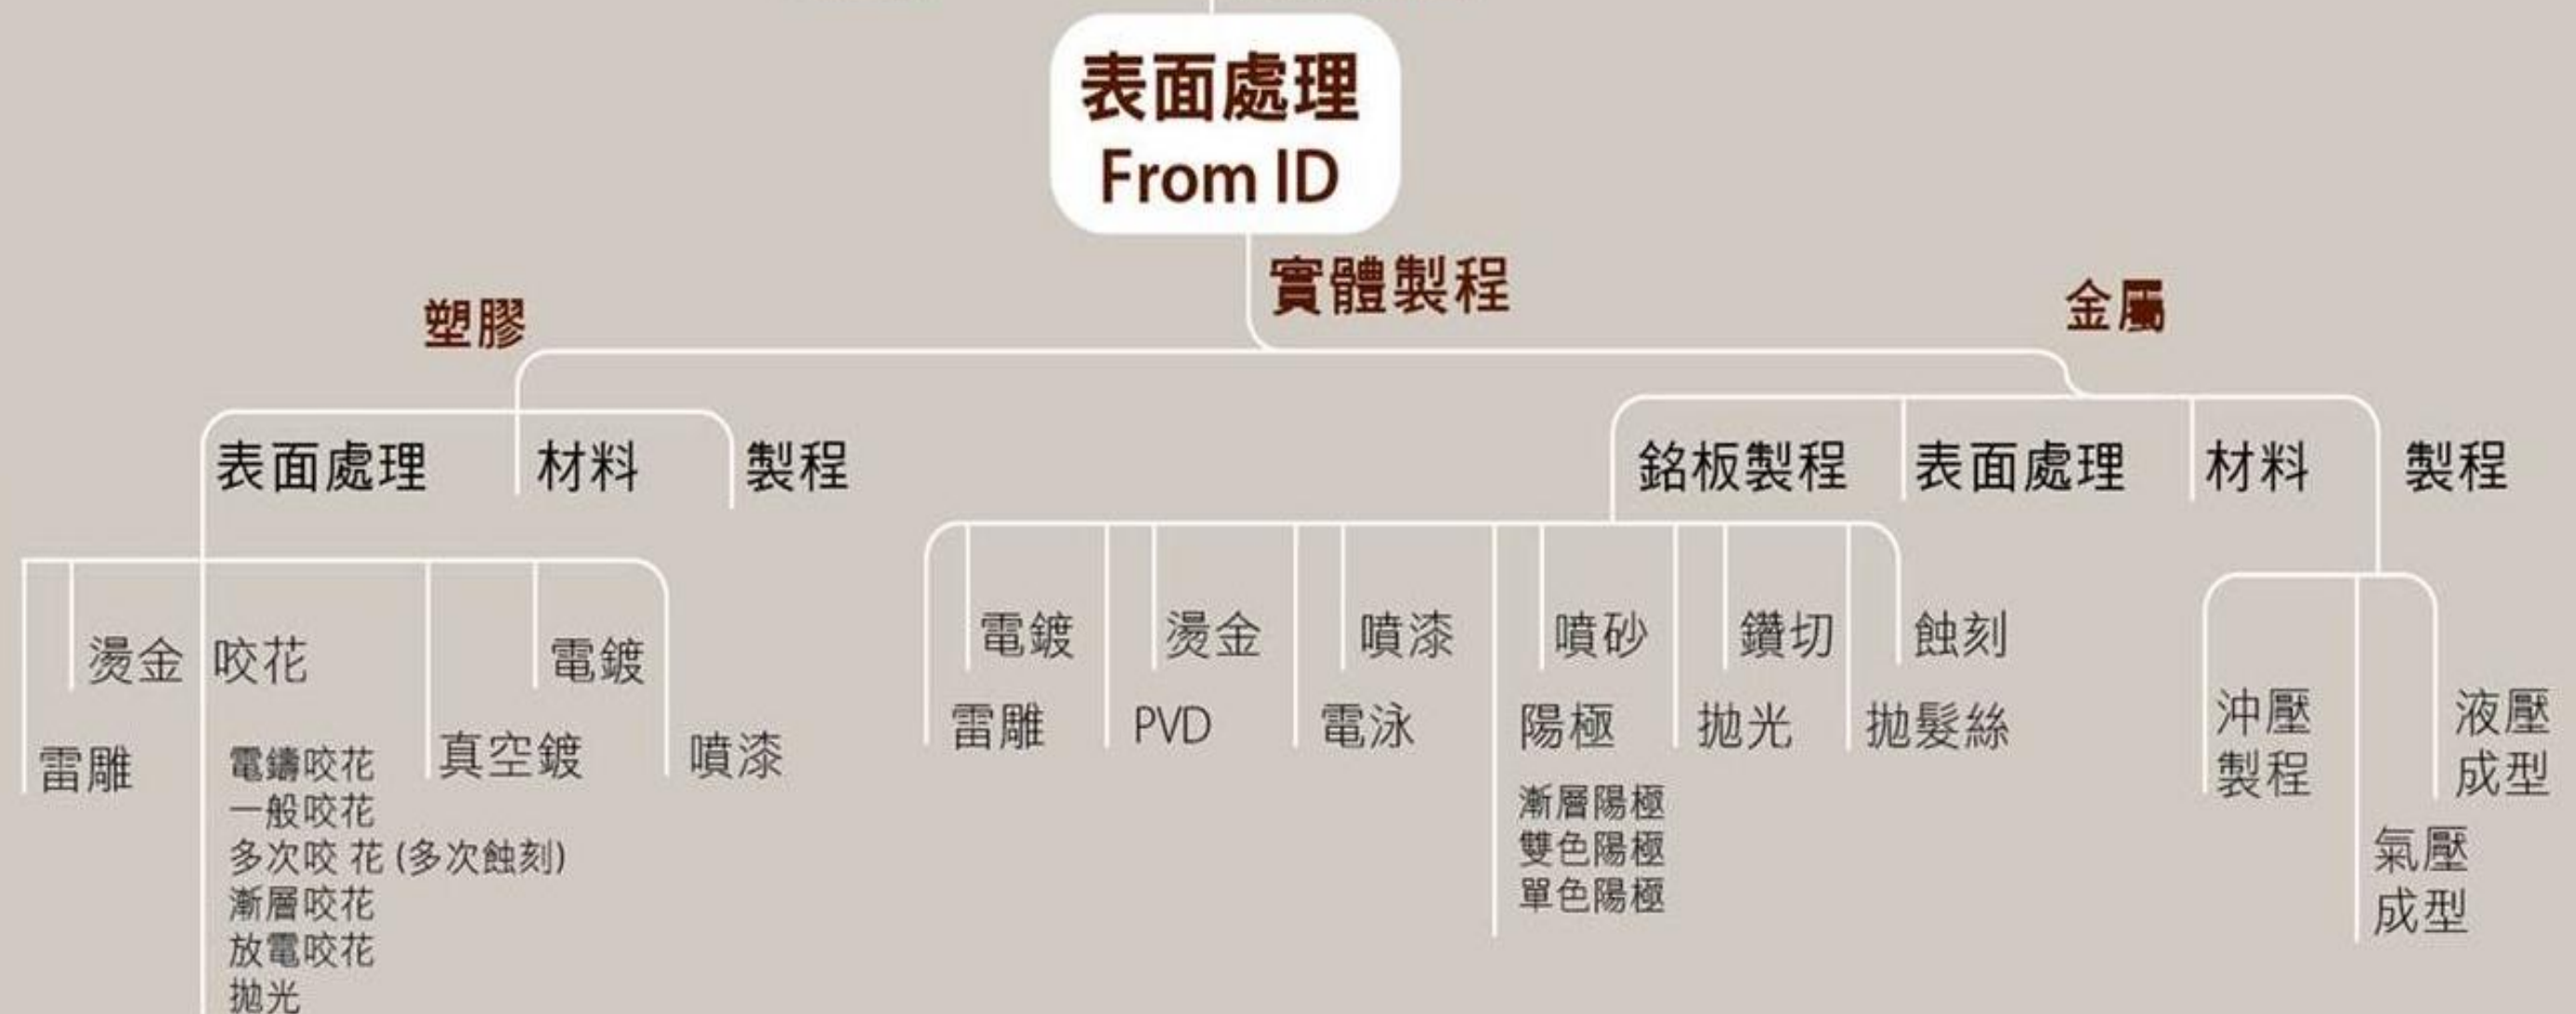 表面處理
From ID
實體製程
塑膠
金屬
表面處理
材料
製程
銘板製程
表面處理
材料
製程
燙金
咬花
電鍍
雷雕
真空鍍
噴漆
電鑄咬花
一般咬花
多次咬 花 (多次蝕刻)
漸層咬花
放電咬花
拋光
電鍍
燙金
噴漆
噴砂
鑽切
蝕刻
雷雕
PVD
電泳
陽極
拋光
拋髮絲
漸層陽極
雙色陽極
單色陽極
沖壓
製程
液壓
成型
氣壓
成型